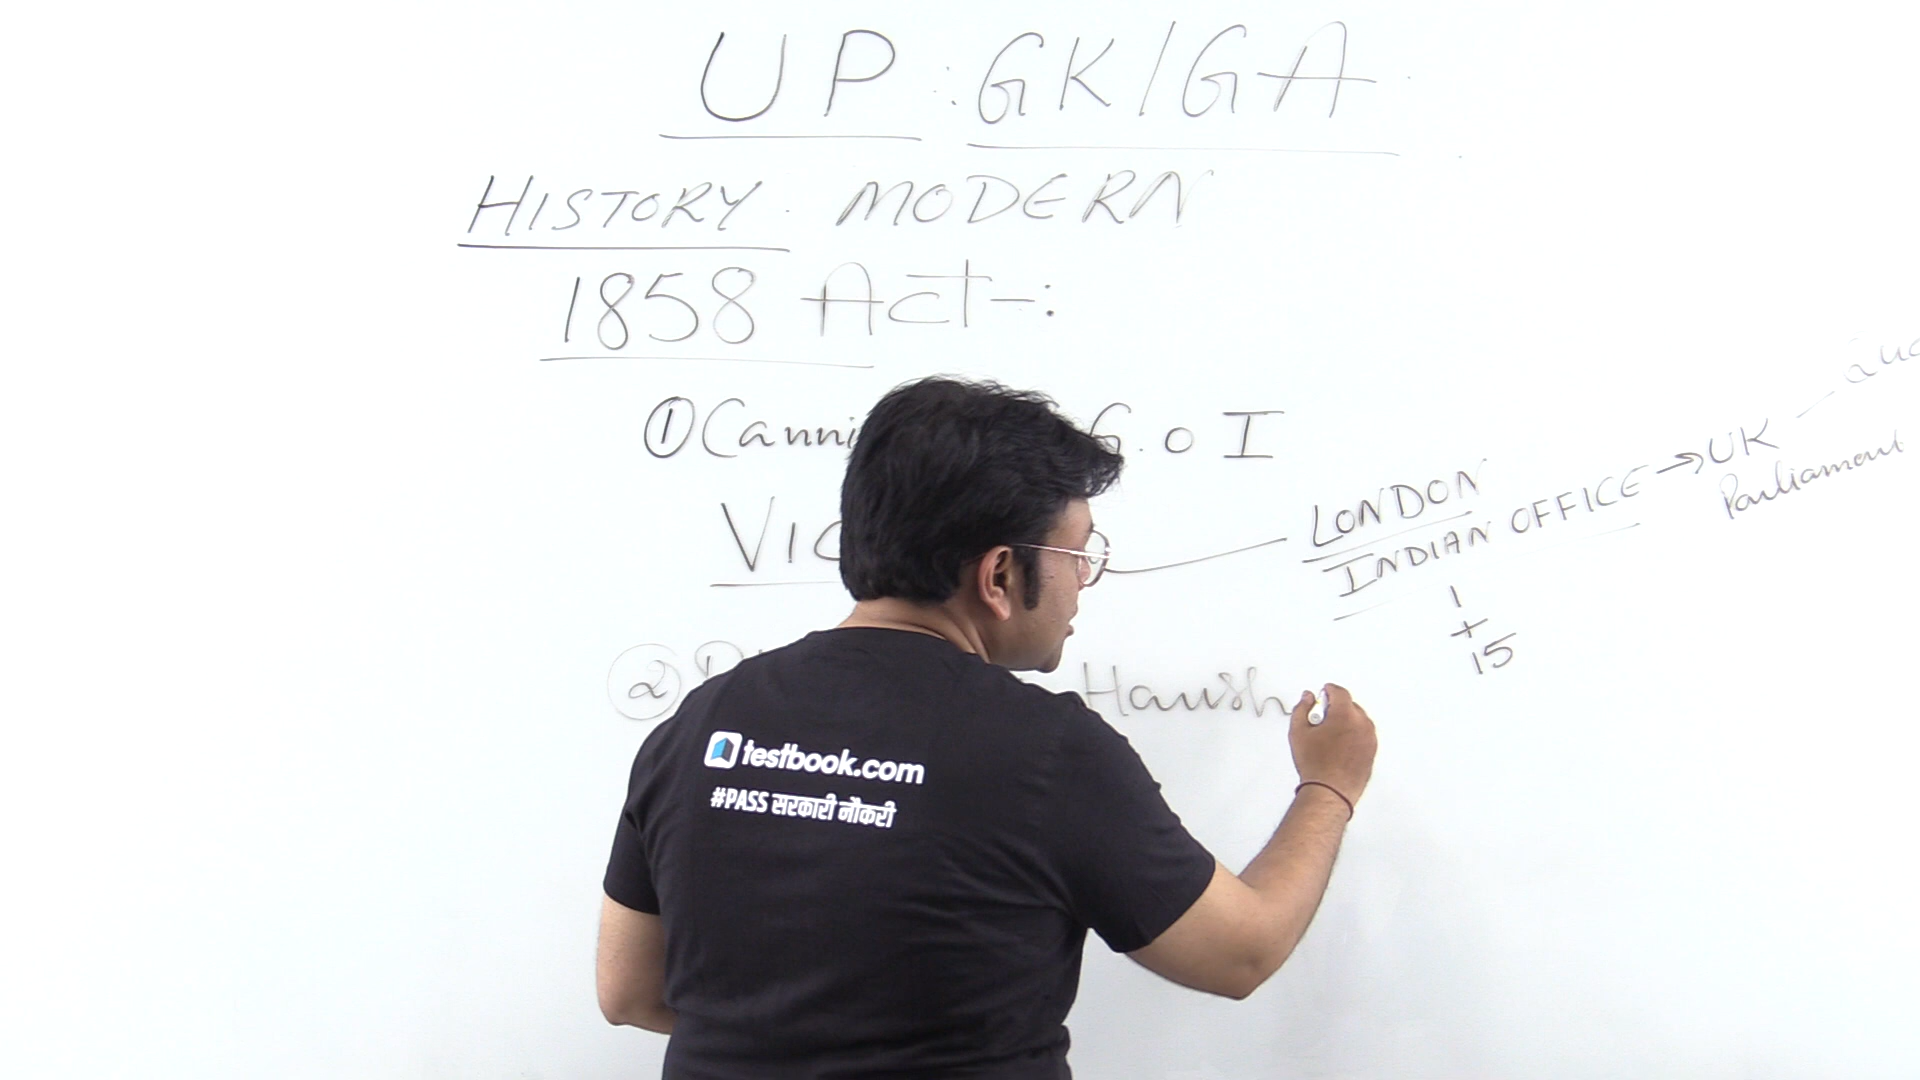 UP : GK/GA
HISTORY. MODERN
1858 ACT-:
① Canni G.O I
VIC
LONDON
INDIAN OFFICE → UK
Parliament
1
+
15
②
testbook.com
#PASS सरकारी नौकरी